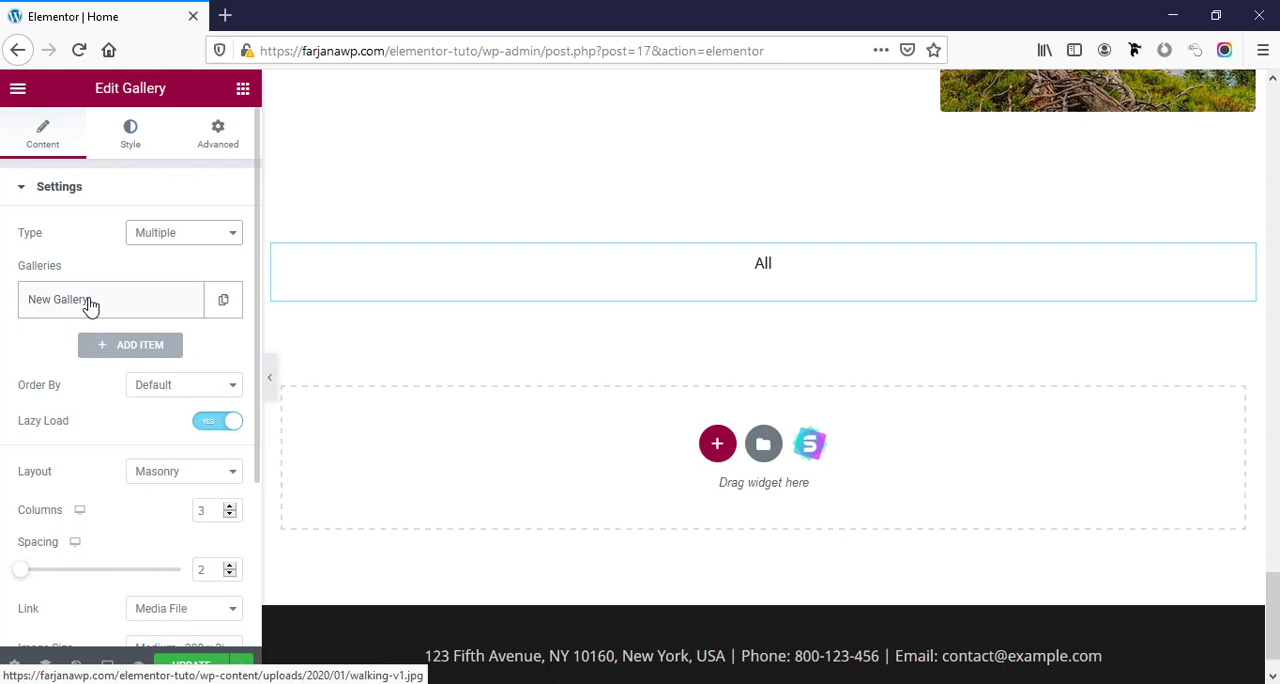 Elementor | Home
https://farjanawp.com/elementor-tuto/wp-admin/post.php?post=17&action=elementor
Edit Gallery
Content Style Advanced
Settings
Type Multiple
Galleries
New Gallery
+ ADD ITEM
Order By Default
Lazy Load YES
Layout Masonry
Columns 3
Spacing 2
Link Media File
UPDATE
https://farjanawp.com/elementor-tuto/wp-content/uploads/2020/01/walking-v1.jpg
All
Drag widget here
123 Fifth Avenue, NY 10160, New York, USA | Phone: 800-123-456 | Email: contact@example.com